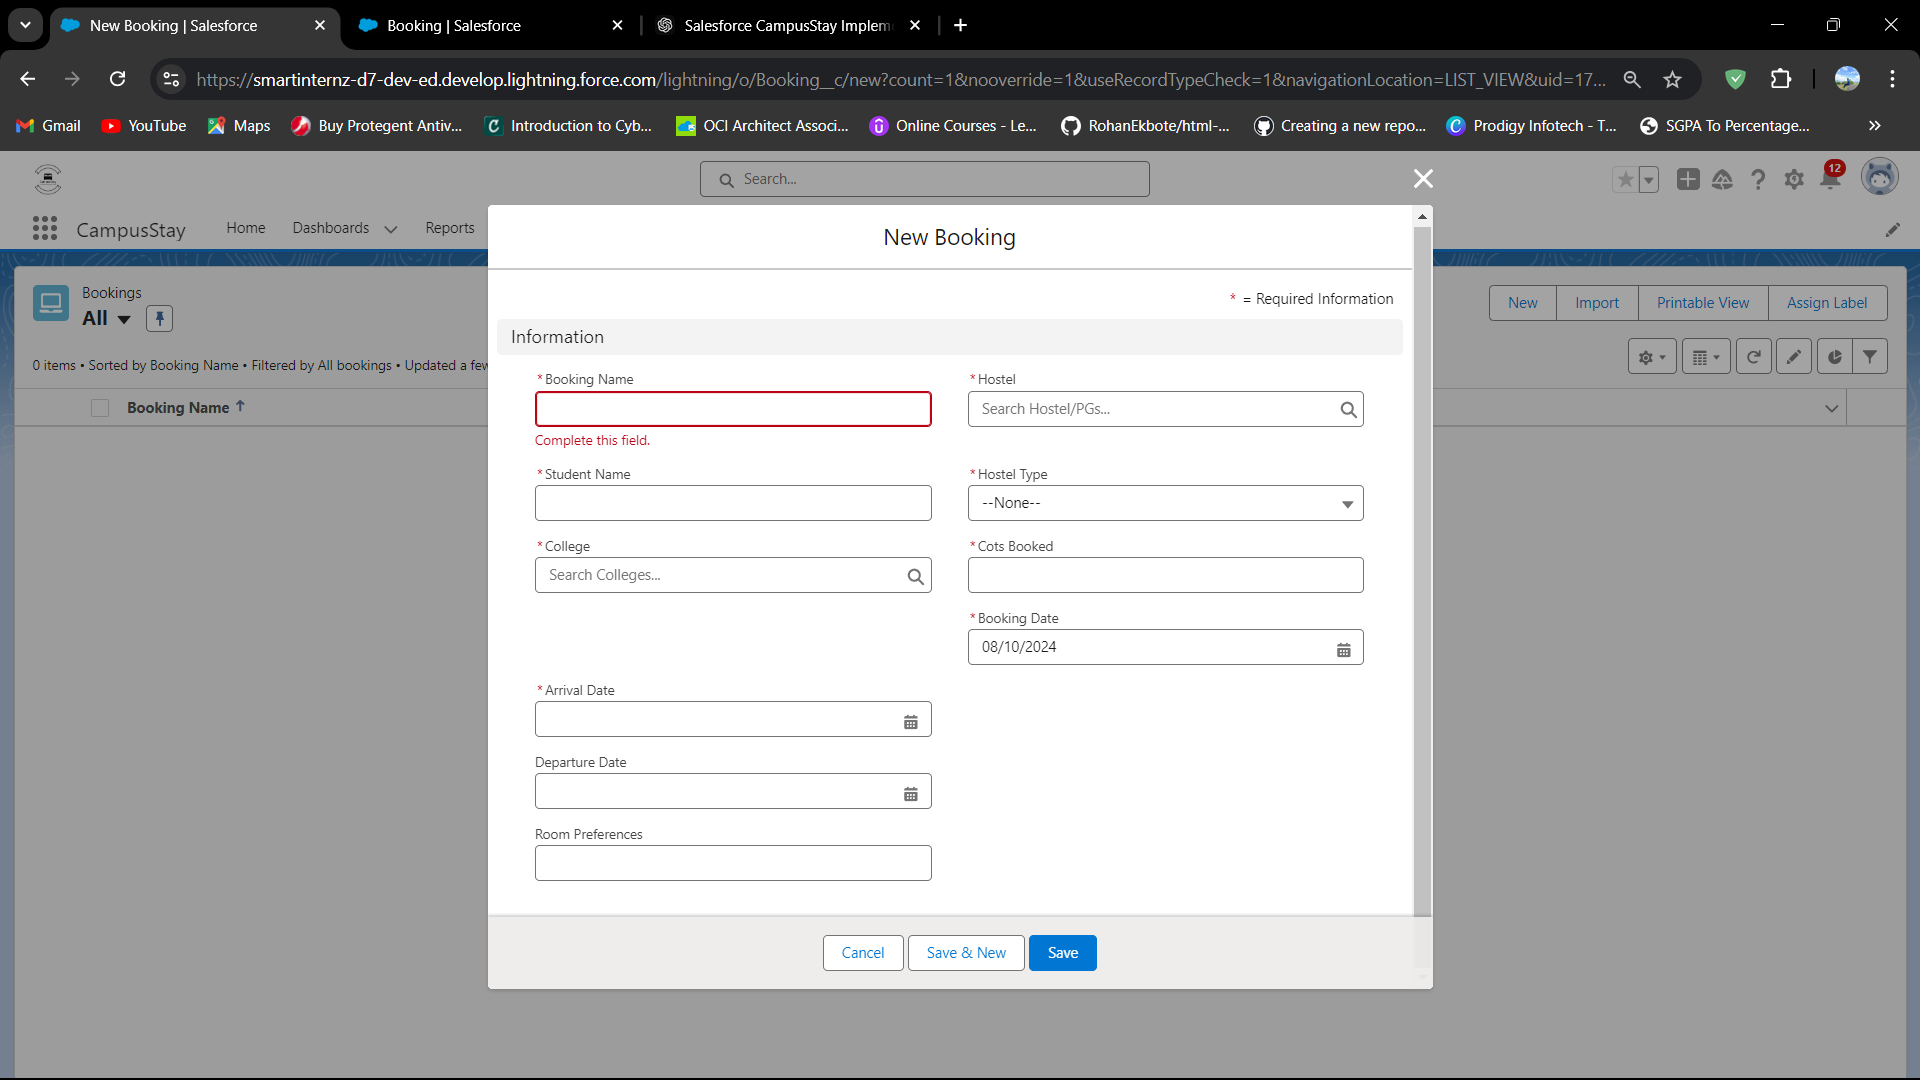 New Booking | Salesforce
Booking | Salesforce
Salesforce CampusStay Implem
https://smartinternz-d7-dev-ed.develop.lightning.force.com/lightning/o/Booking__c/new?count=1&nooverride=1&useRecordTypeCheck=1&navigationLocation=LIST_VIEW&uid=17...
Gmail
YouTube
Maps
Buy Protegent Antiv...
Introduction to Cyb...
OCI Architect Associ...
Online Courses - Le...
RohanEkbote/html-...
Creating a new repo...
Prodigy Infotech - T...
SGPA To Percentage...
Search...
12
CampusStay
Home
Dashboards
Reports
New Booking
Bookings
All
New
Import
Printable View
Assign Label
* = Required Information
Information
0 items • Sorted by Booking Name • Filtered by All bookings • Updated a few
Booking Name ↑
*Booking Name
Complete this field.
*Hostel
Search Hostel/PGs...
*Student Name
*Hostel Type
--None--
*College
Search Colleges...
*Cots Booked
*Booking Date
08/10/2024
*Arrival Date
Departure Date
Room Preferences
Cancel
Save & New
Save